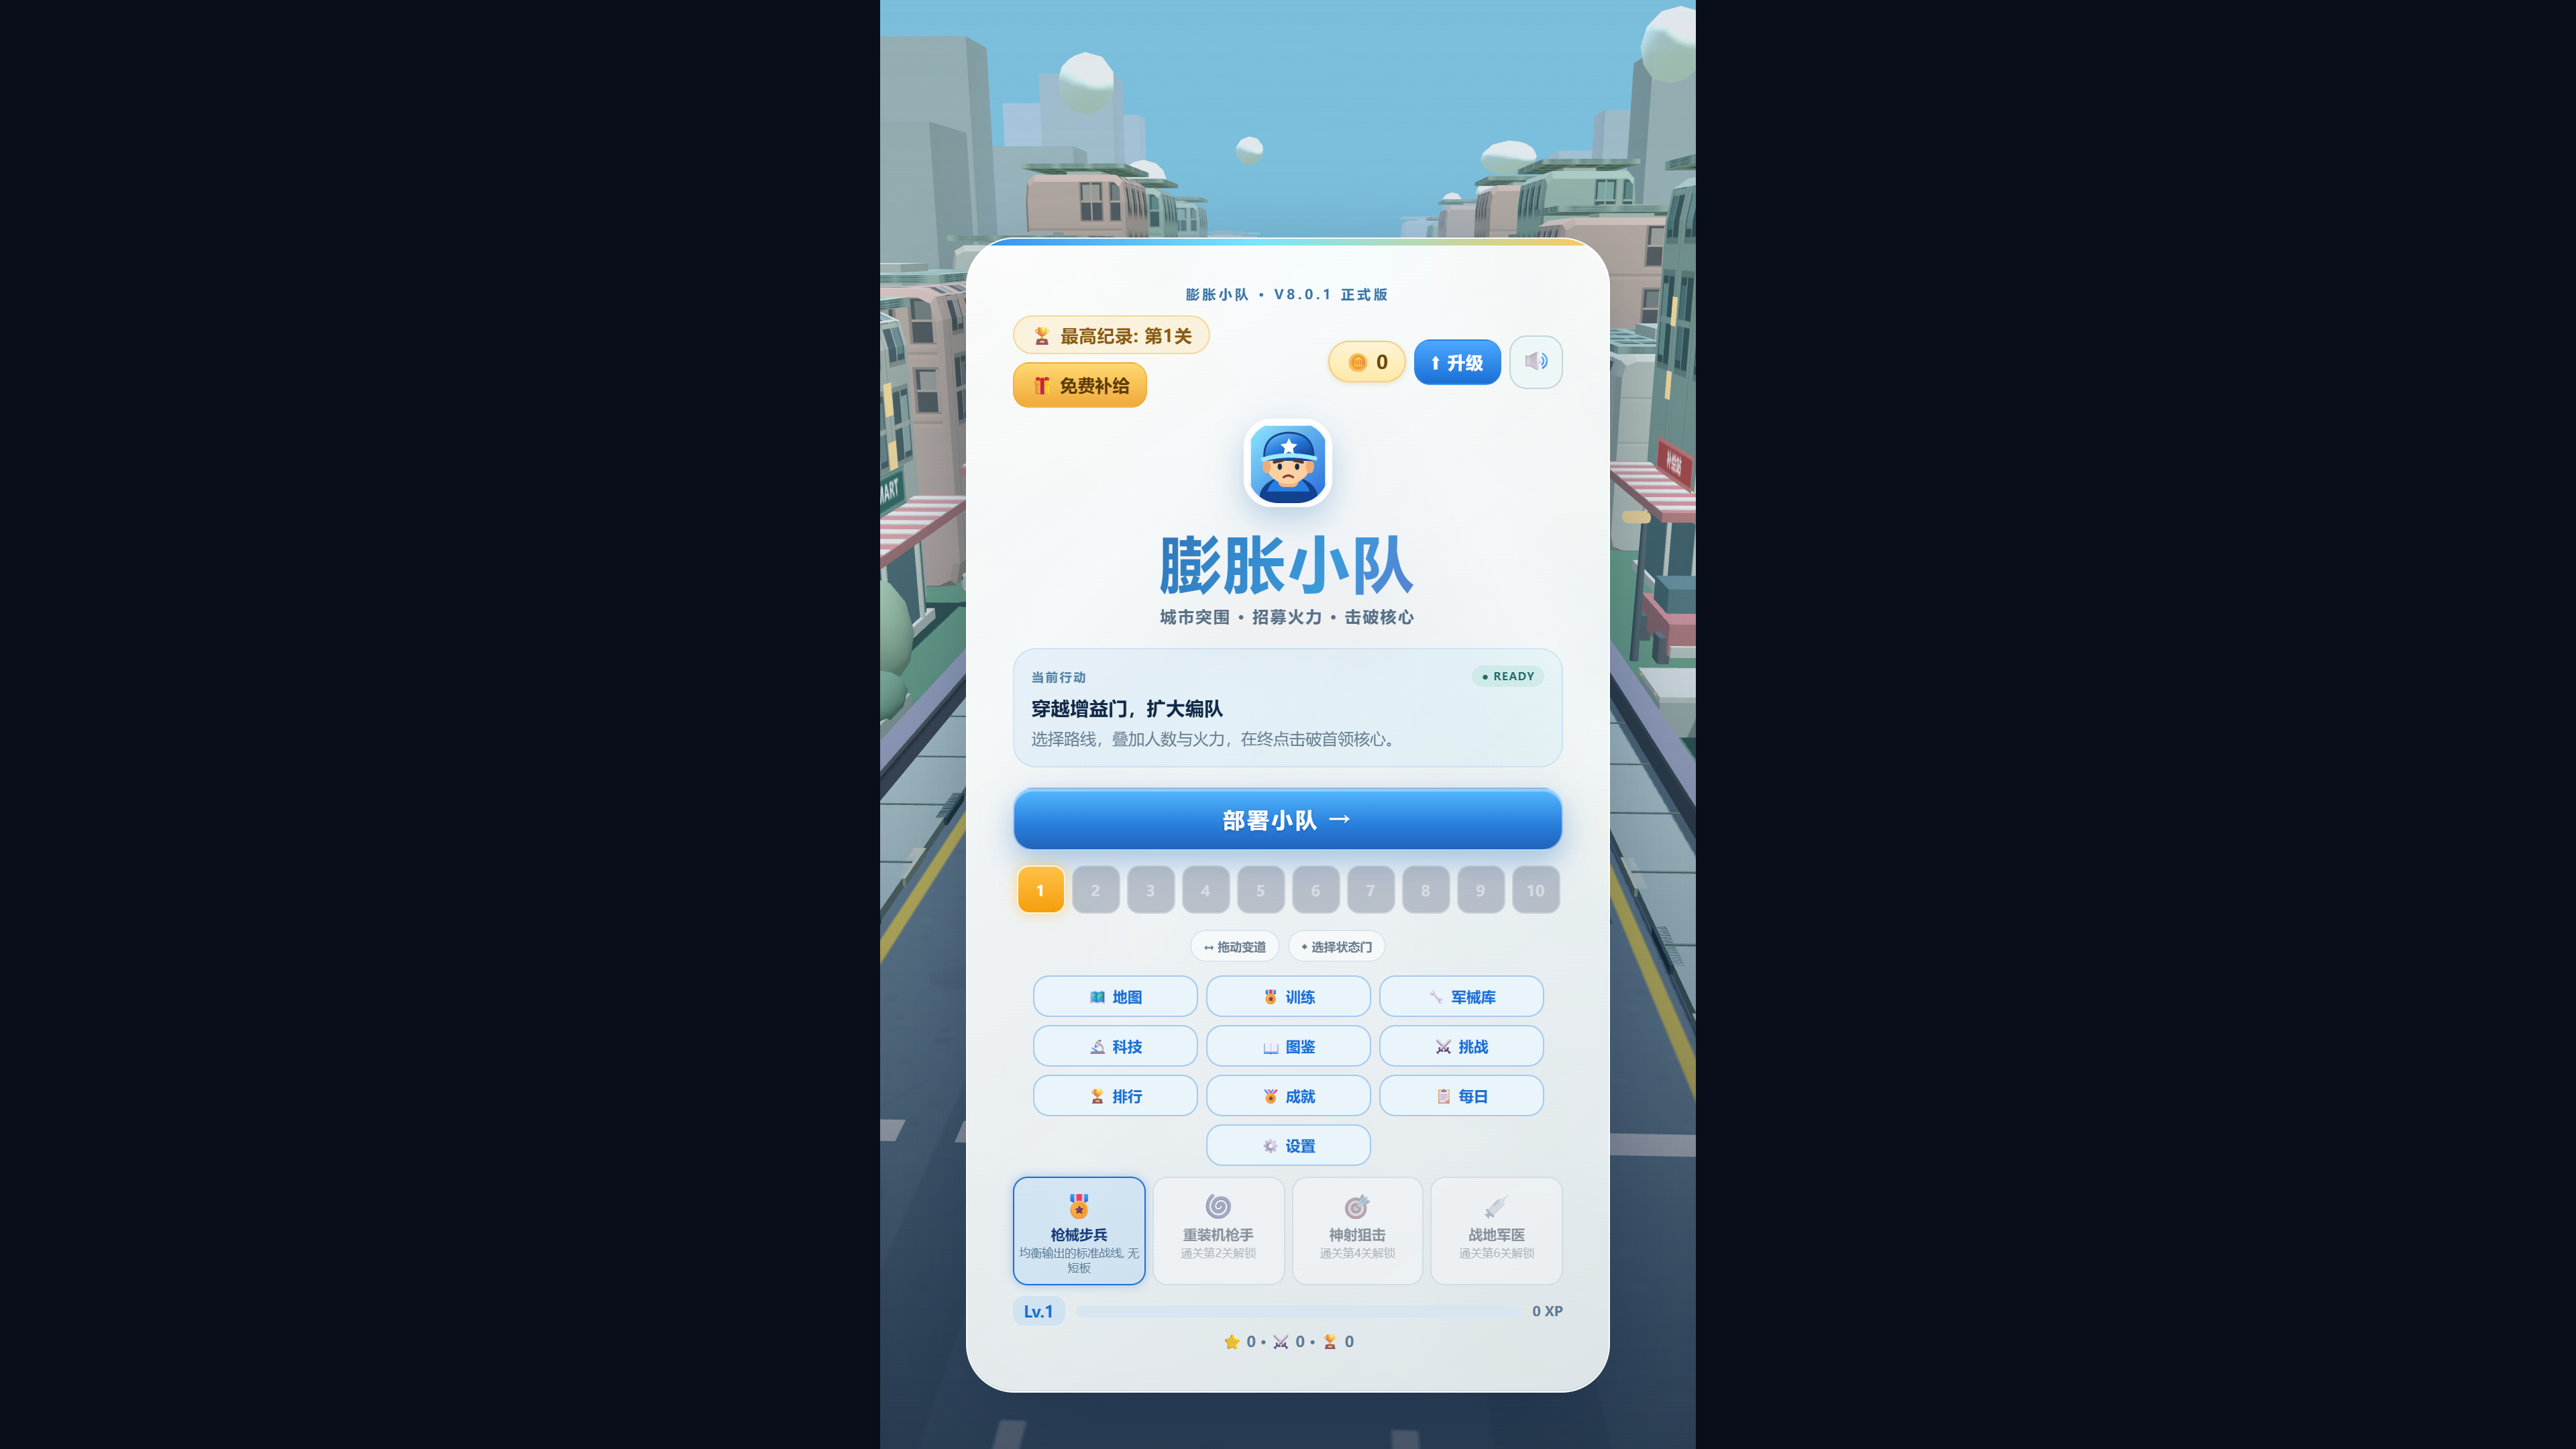 膨胀小队 • V8.0.1 正式版
最高纪录: 第1关
免费补给
0
⬆ 升级
MART
补给站
膨胀小队
城市突围 • 招募火力 • 击破核心
当前行动
● READY
穿越增益门，扩大编队
选择路线，叠加人数与火力，在终点击破首领核心。
部署小队 →
1 2 3 4 5 6 7 8 9 10
↔ 拖动变道
◆ 选择状态门
地图
训练
军械库
科技
图鉴
挑战
排行
成就
每日
设置
枪械步兵
均衡输出的标准战线, 无
短板
重装机枪手
通关第2关解锁
神射狙击
通关第4关解锁
战地军医
通关第6关解锁
Lv.1
0 XP
0 • 0 • 0